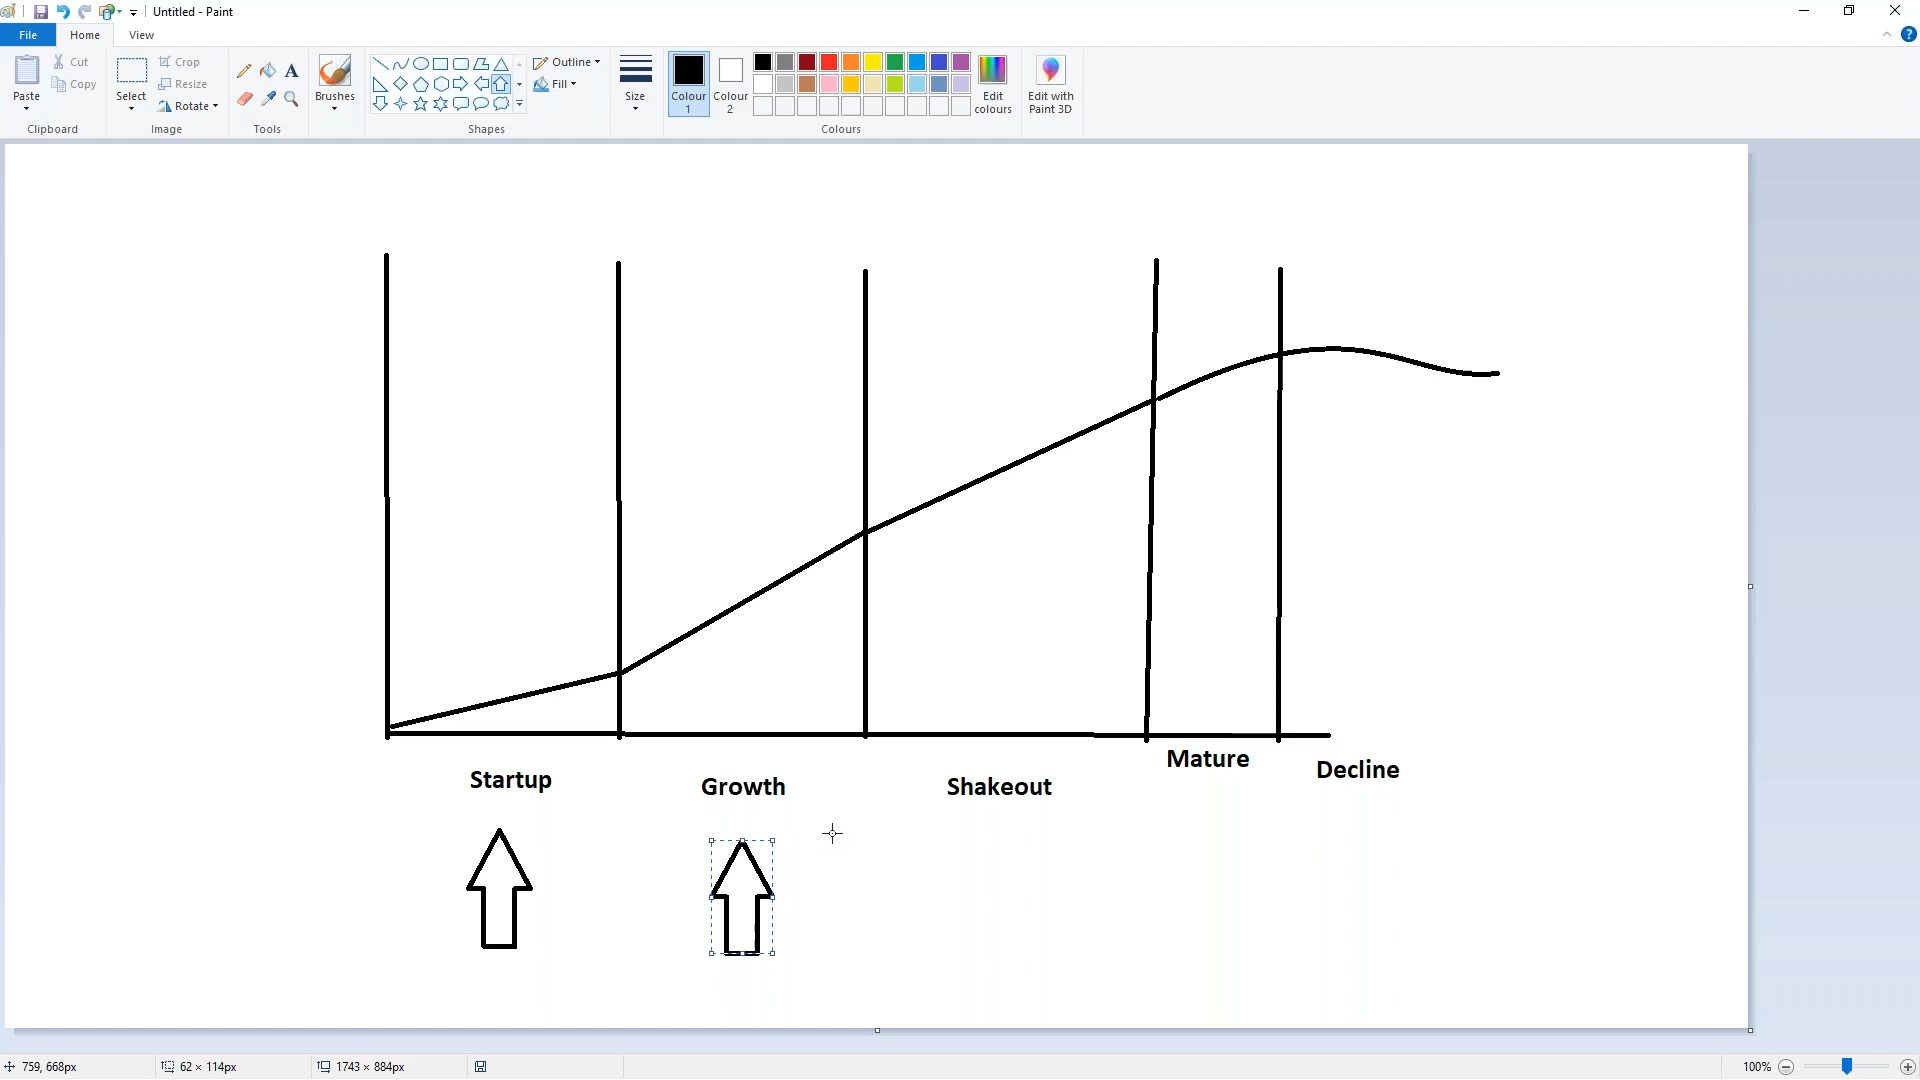 Untitled - Paint
File Home View
Cut
Copy
Paste
Clipboard
Crop
Resize
Rotate
Select
Image
A
Tools
Brushes
Outline
Fill
Shapes
Size
Colour 1
Colour 2
Edit colours
Colours
Edit with Paint 3D
?
Startup
Growth
Shakeout
Mature
Decline
759, 668px
62 × 114px
1743 × 884px
100%